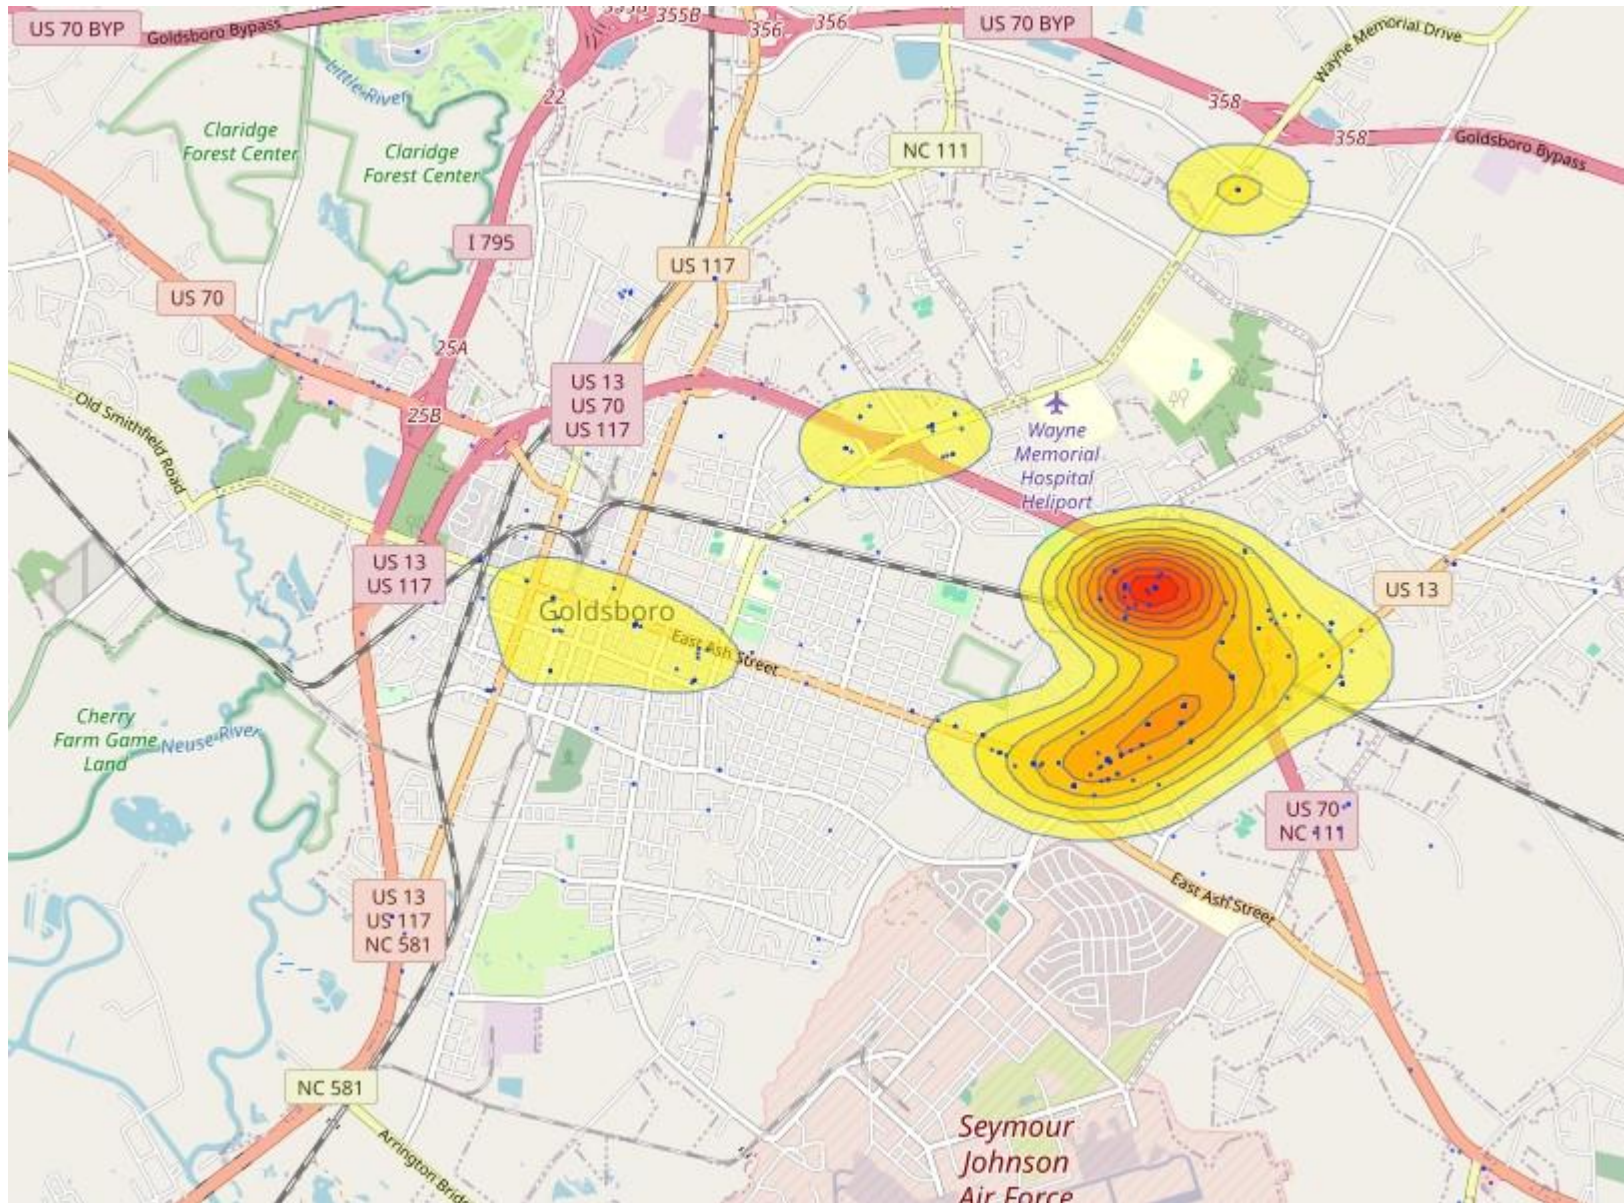 US 70 BYP
Goldsboro Bypass
355B
356
356
US 70 BYP
Wayne Memorial Drive
Little River
22
358
358
Goldsboro Bypass
Claridge
Forest Center
Claridge
Forest Center
NC 111
I 795
US 117
US 70
25A
US 13
US 70
US 117
25B
Old Smithfield Road
Wayne
Memorial
Hospital
Heliport
US 13
US 117
US 13
Goldsboro
East Ash Street
Cherry
Farm Game
Land
Neuse River
US 70
NC 111
US 13
US 117
NC 581
East Ash Street
NC 581
Arrington Bridg
Seymour
Johnson
Air Force